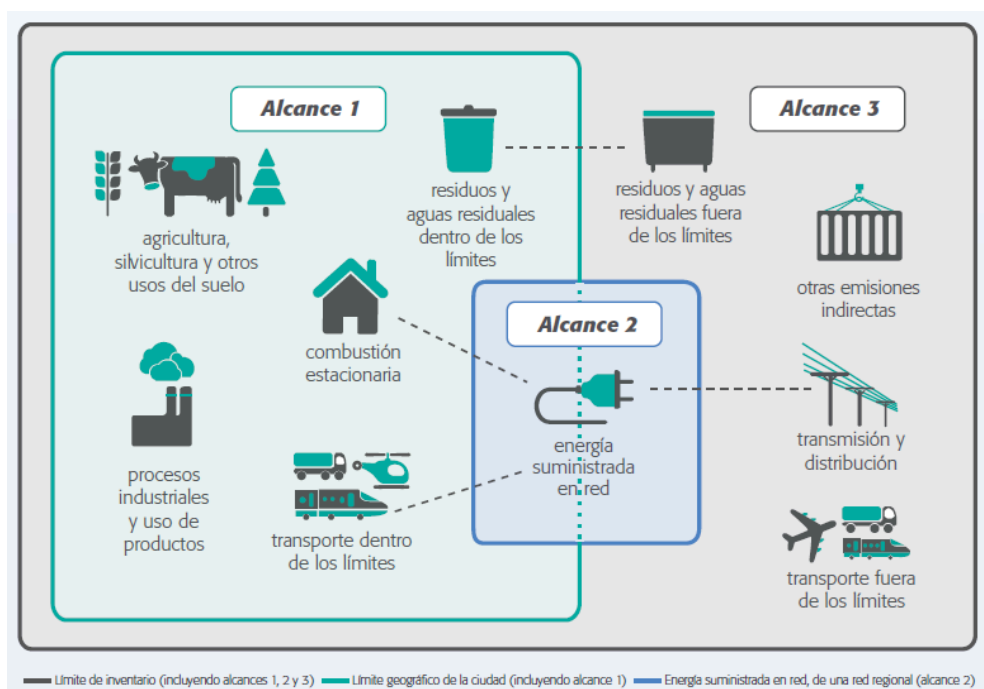 Alcance 1
agricultura,
silvicultura y otros
usos del suelo
residuos y
aguas residuales
dentro de los
límites
combustión
estacionaria
procesos
industriales
y uso de
productos
transporte dentro
de los límites
Alcance 2
energía
suministrada
en red
Alcance 3
residuos y aguas
residuales fuera
de los límites
otras emisiones
indirectas
transmisión y
distribución
transporte fuera
de los límites
Límite de inventario (incluyendo alcances 1, 2 y 3) Límite geográfico de la ciudad (incluyendo alcance 1) Energía suministrada en red, de una red regional (alcance 2)